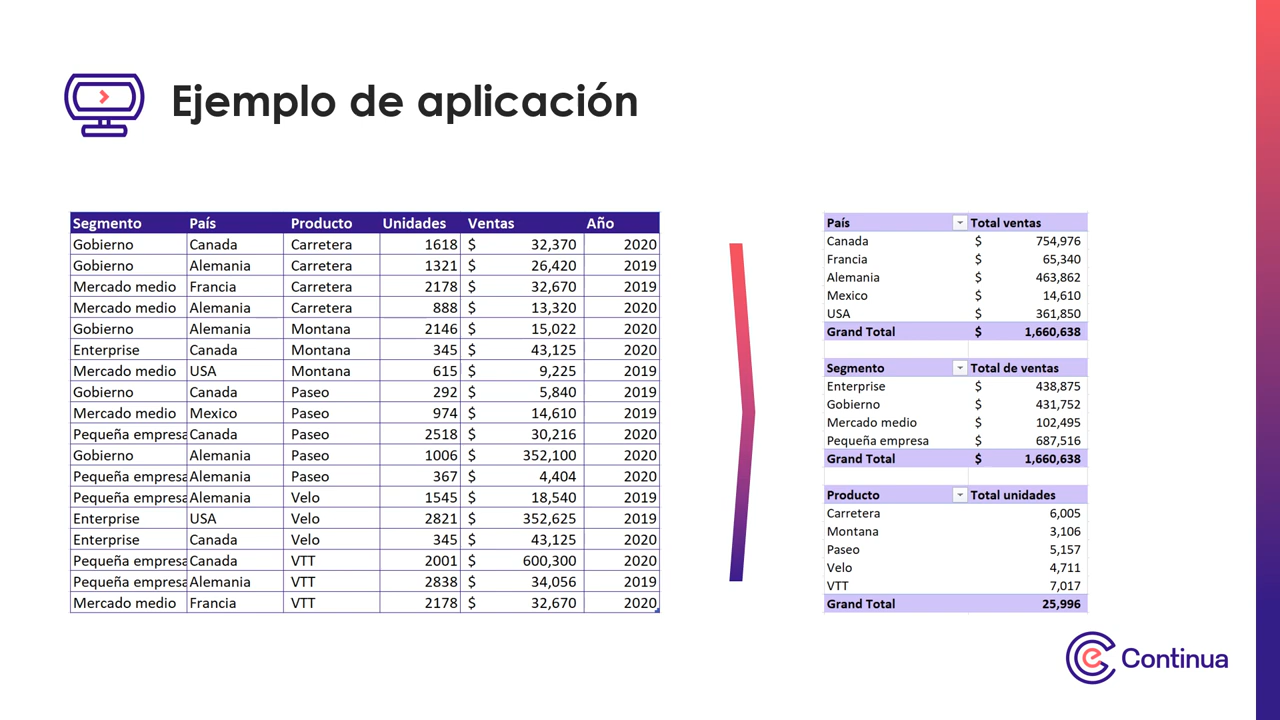 Ejemplo de aplicación
Segmento País Producto Unidades Ventas Año
Gobierno Canada Carretera 1618 $ 32,370 2020
Gobierno Alemania Carretera 1321 $ 26,420 2019
Mercado medio Francia Carretera 2178 $ 32,670 2019
Mercado medio Alemania Carretera 888 $ 13,320 2020
Gobierno Alemania Montana 2146 $ 15,022 2020
Enterprise Canada Montana 345 $ 43,125 2020
Mercado medio USA Montana 615 $ 9,225 2019
Gobierno Canada Paseo 292 $ 5,840 2019
Mercado medio Mexico Paseo 974 $ 14,610 2019
Pequeña empresa Canada Paseo 2518 $ 30,216 2020
Gobierno Alemania Paseo 1006 $ 352,100 2020
Pequeña empresa Alemania Paseo 367 $ 4,404 2020
Pequeña empresa Alemania Velo 1545 $ 18,540 2019
Enterprise USA Velo 2821 $ 352,625 2019
Enterprise Canada Velo 345 $ 43,125 2020
Pequeña empresa Canada VTT 2001 $ 600,300 2020
Pequeña empresa Alemania VTT 2838 $ 34,056 2019
Mercado medio Francia VTT 2178 $ 32,670 2020
País Total ventas
Canada $ 754,976
Francia $ 65,340
Alemania $ 463,862
Mexico $ 14,610
USA $ 361,850
Grand Total $ 1,660,638
Segmento Total de ventas
Enterprise $ 438,875
Gobierno $ 431,752
Mercado medio $ 102,495
Pequeña empresa $ 687,516
Grand Total $ 1,660,638
Producto Total unidades
Carretera 6,005
Montana 3,106
Paseo 5,157
Velo 4,711
VTT 7,017
Grand Total 25,996
e Continua